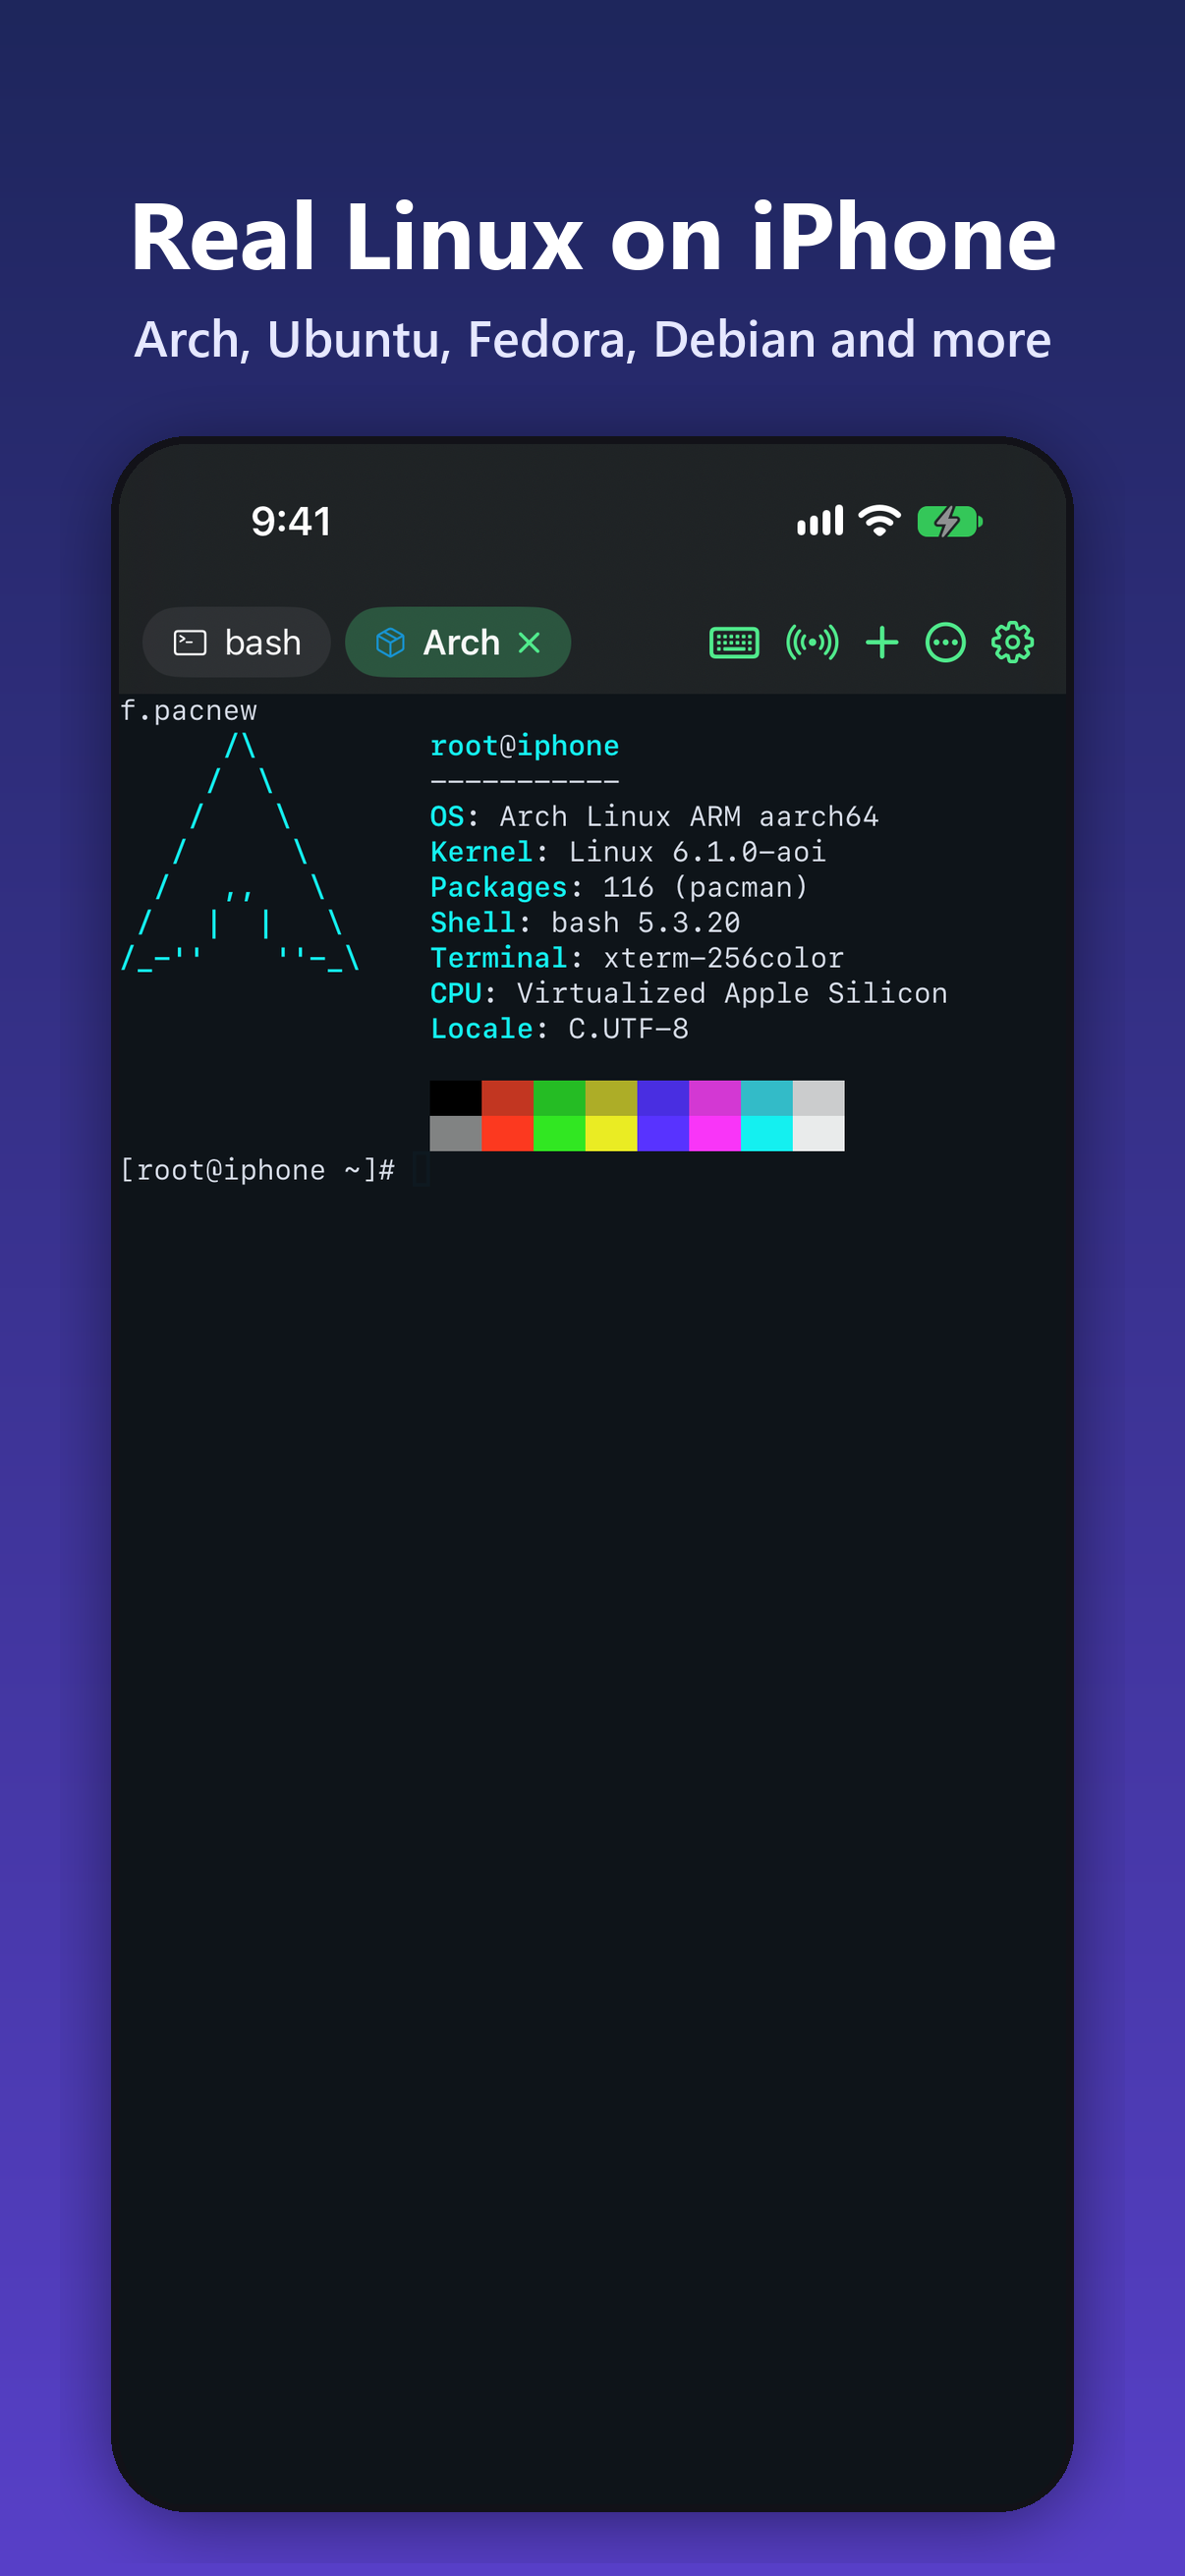 Real Linux on iPhone
Arch, Ubuntu, Fedora, Debian and more
9:41
bash
Arch
f.pacnew
root@iphone
-----------
OS: Arch Linux ARM aarch64
Kernel: Linux 6.1.0-aoi
Packages: 116 (pacman)
Shell: bash 5.3.20
Terminal: xterm-256color
CPU: Virtualized Apple Silicon
Locale: C.UTF-8
[root@iphone ~]#